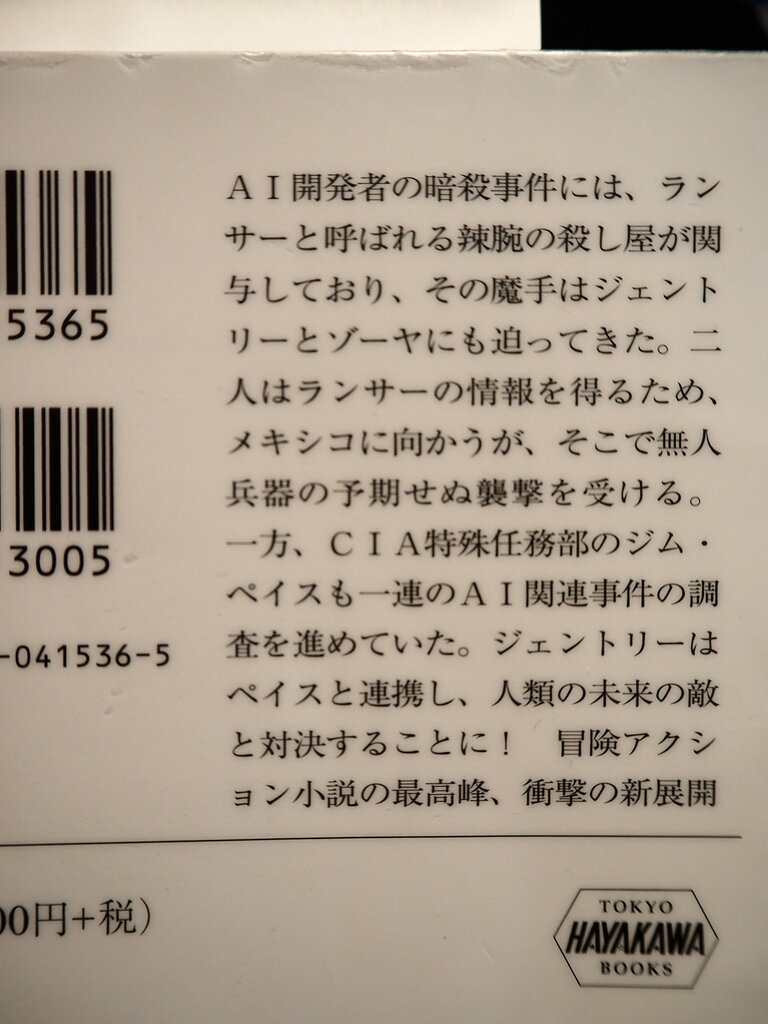 5365
3005
-041536-5
AI開発者の暗殺事件には、ラン
サーと呼ばれる辣腕の殺し屋が関
与しており、その魔手はジェント
リーとゾーヤにも迫ってきた。二
人はランサーの情報を得るため、
メキシコに向かうが、そこで無人
兵器の予期せぬ襲撃を受ける。
一方、CIA特殊任務部のジム・
ペイスも一連のAI関連事件の調
査を進めていた。ジェントリーは
ペイスと連携し、人類の未来の敵
と対決することに!　冒険アクシ
ョン小説の最高峰、衝撃の新展開
00円+税)
TOKYO
HAYAKAWA
BOOKS